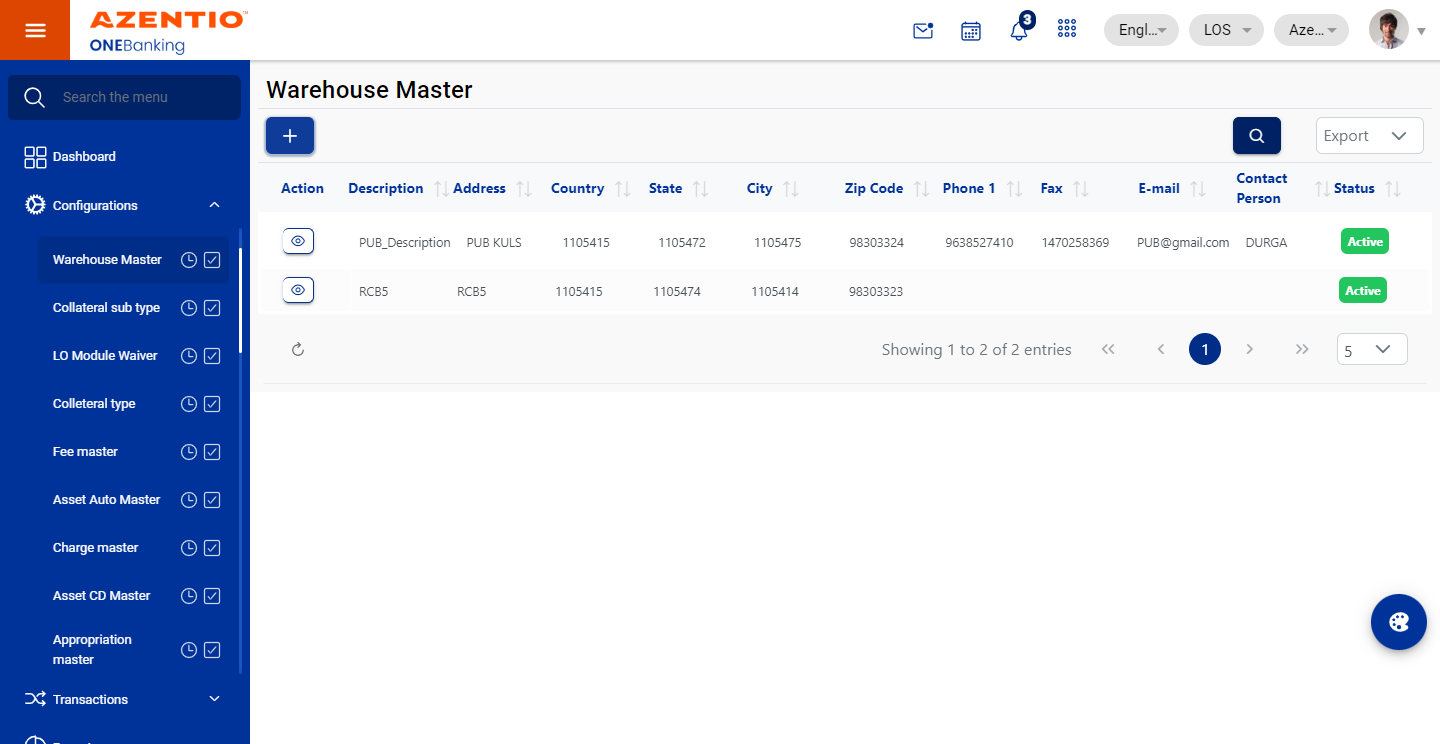 AZENTIO™
ONEBanking
3
Engl...
LOS
Aze...
Search the menu
Dashboard
Configurations
Warehouse Master
Collateral sub type
LO Module Waiver
Colleteral type
Fee master
Asset Auto Master
Charge master
Asset CD Master
Appropriation
master
Transactions
Warehouse Master
Export
Action Description Address Country State City Zip Code Phone 1 Fax E-mail Contact Person Status
PUB_Description PUB KULS 1105415 1105472 1105475 98303324 9638527410 1470258369 PUB@gmail.com DURGA Active
RCB5 RCB5 1105415 1105474 1105414 98303323 Active
Showing 1 to 2 of 2 entries 1 5